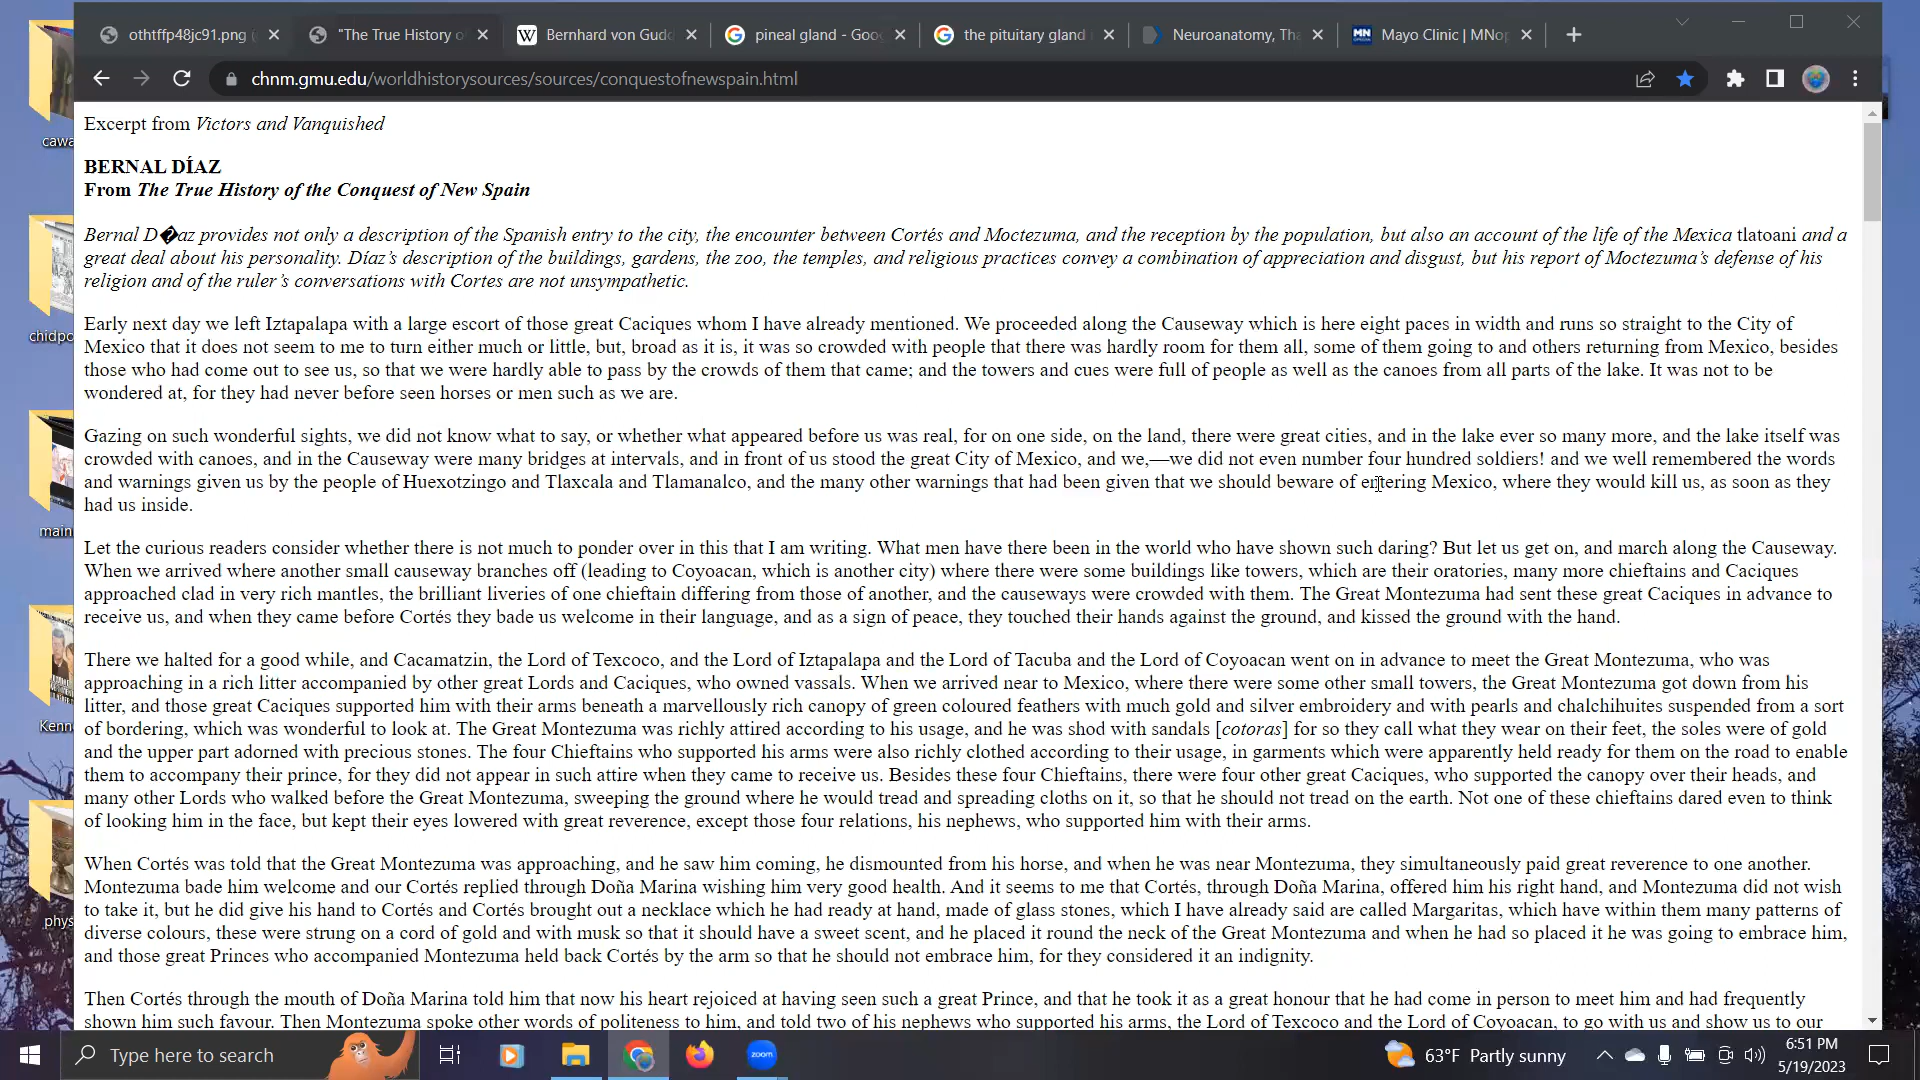 othtffp48jc91.png (
"The True History o
Bernhard von Gudd
pineal gland - Goo
the pituitary gland
Neuroanatomy, Tha
Mayo Clinic | MNop
chnm.gmu.edu/worldhistorysources/sources/conquestofnewspain.html
Excerpt from Victors and Vanquished
BERNAL DÍAZ
From The True History of the Conquest of New Spain
Bernal D�az provides not only a description of the Spanish entry to the city, the encounter between Cortés and Moctezuma, and the reception by the population, but also an account of the life of the Mexica tlatoani and a
great deal about his personality. Díaz's description of the buildings, gardens, the zoo, the temples, and religious practices convey a combination of appreciation and disgust, but his report of Moctezuma's defense of his
religion and of the ruler's conversations with Cortes are not unsympathetic.
Early next day we left Iztapalapa with a large escort of those great Caciques whom I have already mentioned. We proceeded along the Causeway which is here eight paces in width and runs so straight to the City of
Mexico that it does not seem to me to turn either much or little, but, broad as it is, it was so crowded with people that there was hardly room for them all, some of them going to and others returning from Mexico, besides
those who had come out to see us, so that we were hardly able to pass by the crowds of them that came; and the towers and cues were full of people as well as the canoes from all parts of the lake. It was not to be
wondered at, for they had never before seen horses or men such as we are.
Gazing on such wonderful sights, we did not know what to say, or whether what appeared before us was real, for on one side, on the land, there were great cities, and in the lake ever so many more, and the lake itself was
crowded with canoes, and in the Causeway were many bridges at intervals, and in front of us stood the great City of Mexico, and we,—we did not even number four hundred soldiers! and we well remembered the words
and warnings given us by the people of Huexotzingo and Tlaxcala and Tlamanalco, and the many other warnings that had been given that we should beware of entering Mexico, where they would kill us, as soon as they
had us inside.
Let the curious readers consider whether there is not much to ponder over in this that I am writing. What men have there been in the world who have shown such daring? But let us get on, and march along the Causeway.
When we arrived where another small causeway branches off (leading to Coyoacan, which is another city) where there were some buildings like towers, which are their oratories, many more chieftains and Caciques
approached clad in very rich mantles, the brilliant liveries of one chieftain differing from those of another, and the causeways were crowded with them. The Great Montezuma had sent these great Caciques in advance to
receive us, and when they came before Cortés they bade us welcome in their language, and as a sign of peace, they touched their hands against the ground, and kissed the ground with the hand.
There we halted for a good while, and Cacamatzin, the Lord of Texcoco, and the Lord of Iztapalapa and the Lord of Tacuba and the Lord of Coyoacan went on in advance to meet the Great Montezuma, who was
approaching in a rich litter accompanied by other great Lords and Caciques, who owned vassals. When we arrived near to Mexico, where there were some other small towers, the Great Montezuma got down from his
litter, and those great Caciques supported him with their arms beneath a marvellously rich canopy of green coloured feathers with much gold and silver embroidery and with pearls and chalchihuites suspended from a sort
of bordering, which was wonderful to look at. The Great Montezuma was richly attired according to his usage, and he was shod with sandals [cotoras] for so they call what they wear on their feet, the soles were of gold
and the upper part adorned with precious stones. The four Chieftains who supported his arms were also richly clothed according to their usage, in garments which were apparently held ready for them on the road to enable
them to accompany their prince, for they did not appear in such attire when they came to receive us. Besides these four Chieftains, there were four other great Caciques, who supported the canopy over their heads, and
many other Lords who walked before the Great Montezuma, sweeping the ground where he would tread and spreading cloths on it, so that he should not tread on the earth. Not one of these chieftains dared even to think
of looking him in the face, but kept their eyes lowered with great reverence, except those four relations, his nephews, who supported him with their arms.
When Cortés was told that the Great Montezuma was approaching, and he saw him coming, he dismounted from his horse, and when he was near Montezuma, they simultaneously paid great reverence to one another.
Montezuma bade him welcome and our Cortés replied through Doña Marina wishing him very good health. And it seems to me that Cortés, through Doña Marina, offered him his right hand, and Montezuma did not wish
to take it, but he did give his hand to Cortés and Cortés brought out a necklace which he had ready at hand, made of glass stones, which I have already said are called Margaritas, which have within them many patterns of
diverse colours, these were strung on a cord of gold and with musk so that it should have a sweet scent, and he placed it round the neck of the Great Montezuma and when he had so placed it he was going to embrace him,
and those great Princes who accompanied Montezuma held back Cortés by the arm so that he should not embrace him, for they considered it an indignity.
Then Cortés through the mouth of Doña Marina told him that now his heart rejoiced at having seen such a great Prince, and that he took it as a great honour that he had come in person to meet him and had frequently
shown him such favour. Then Montezuma spoke other words of politeness to him, and told two of his nephews who supported his arms, the Lord of Texcoco and the Lord of Coyoacan, to go with us and show us to our
cawa
chidpo
main
Kenn
phys
Type here to search
zoom
63°F Partly sunny
6:51 PM
5/19/2023